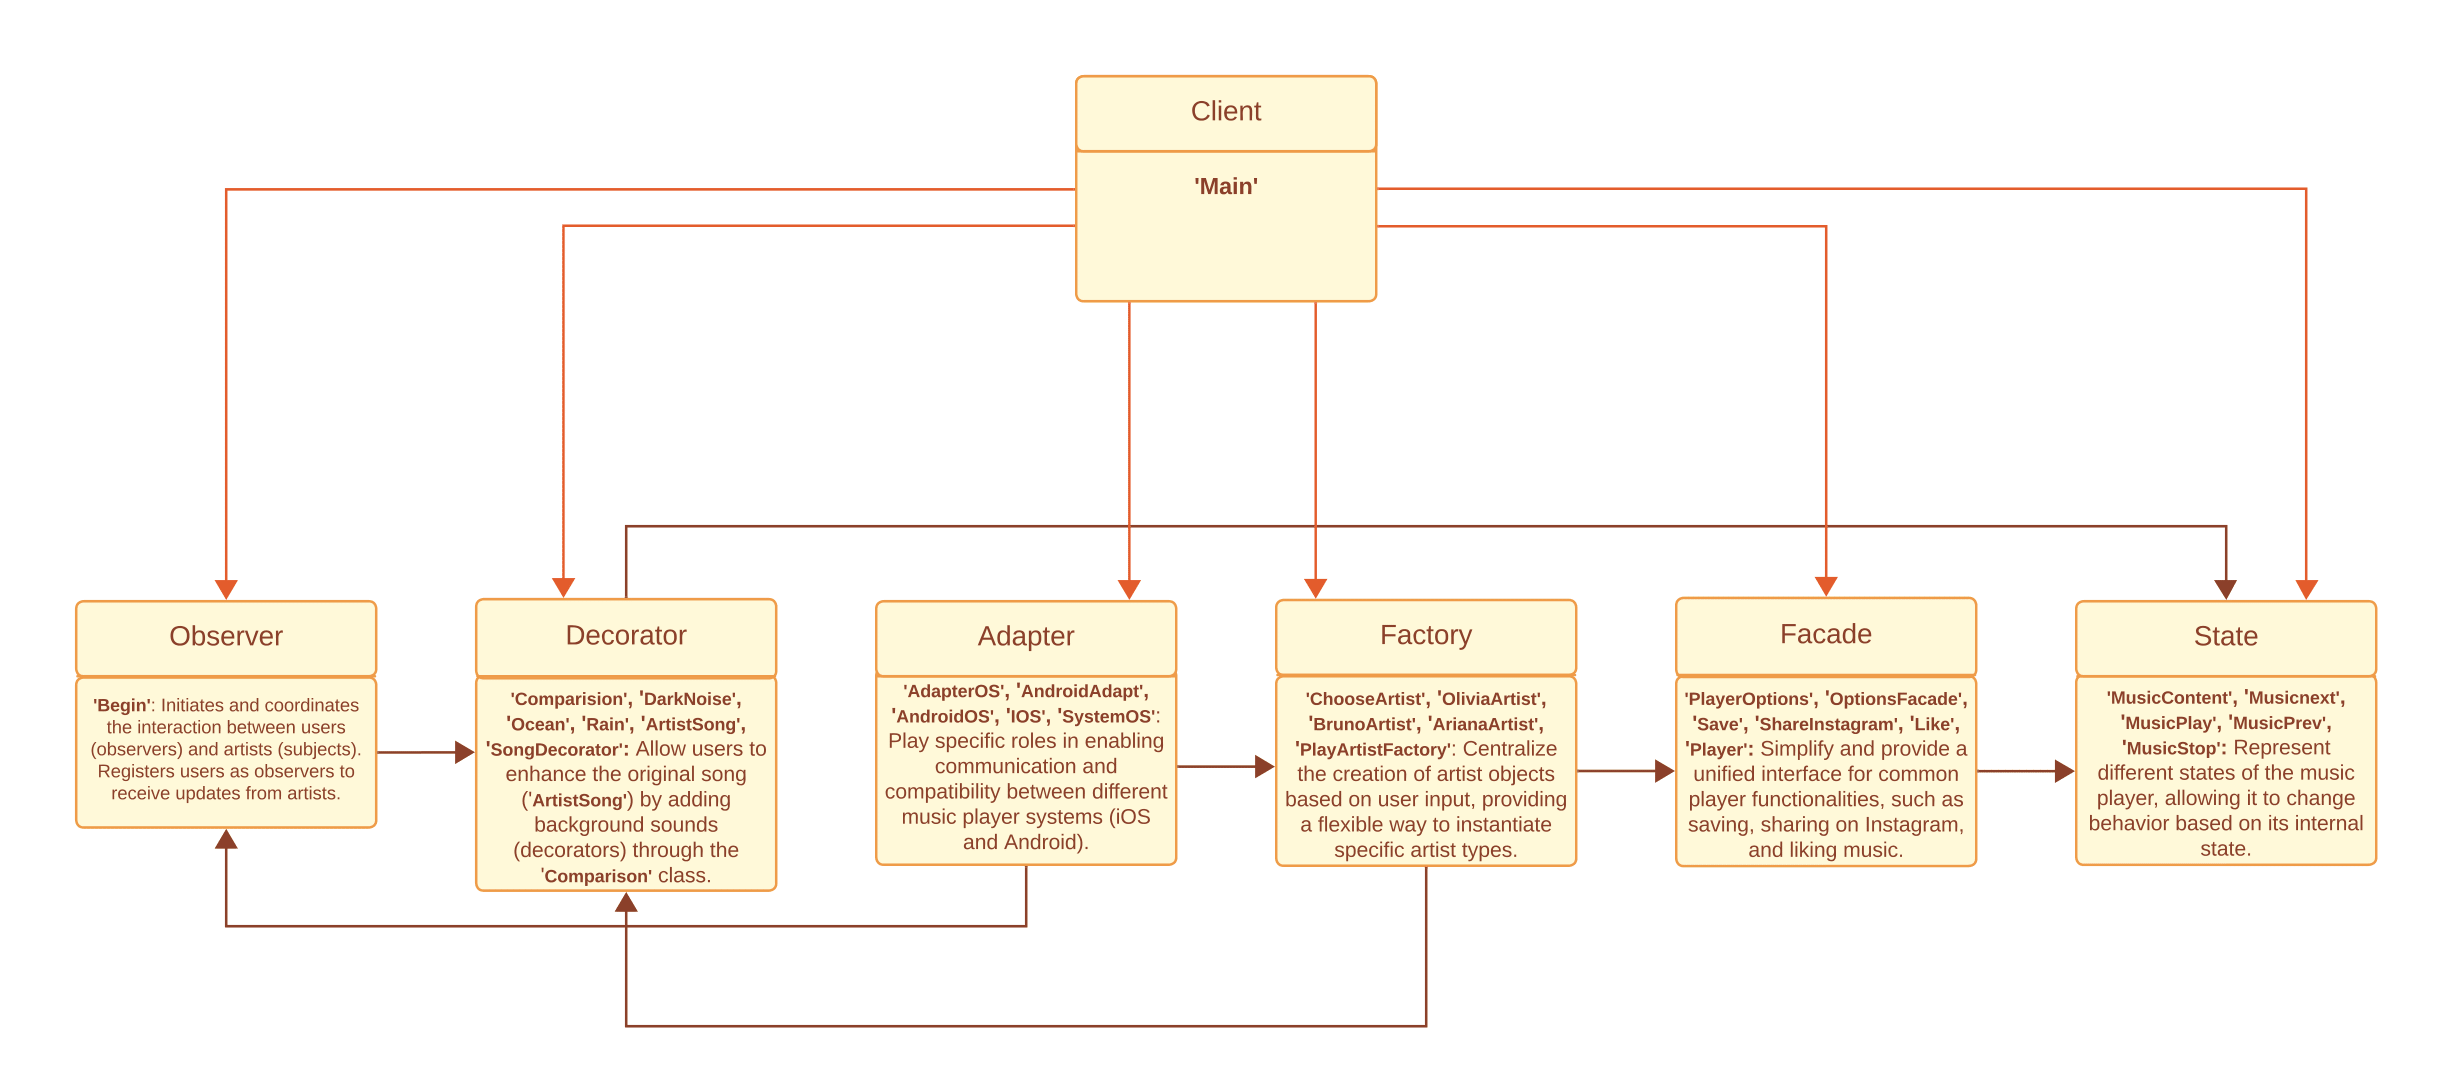 Client
'Main'
Observer
'Begin': Initiates and coordinates
the interaction between users
(observers) and artists (subjects).
Registers users as observers to
receive updates from artists.
Decorator
'Comparision', 'DarkNoise',
'Ocean', 'Rain', 'ArtistSong',
'SongDecorator': Allow users to
enhance the original song
('ArtistSong') by adding
background sounds
(decorators) through the
'Comparison' class.
Adapter
'AdapterOS', 'AndroidAdapt',
'AndroidOS', 'IOS', 'SystemOS':
Play specific roles in enabling
communication and
compatibility between different
music player systems (iOS
and Android).
Factory
'ChooseArtist', 'OliviaArtist',
'BrunoArtist', 'ArianaArtist',
'PlayArtistFactory': Centralize
the creation of artist objects
based on user input, providing
a flexible way to instantiate
specific artist types.
Facade
'PlayerOptions', 'OptionsFacade',
'Save', 'ShareInstagram', 'Like',
'Player': Simplify and provide a
unified interface for common
player functionalities, such as
saving, sharing on Instagram,
and liking music.
State
'MusicContent', 'Musicnext',
'MusicPlay', 'MusicPrev',
'MusicStop': Represent
different states of the music
player, allowing it to change
behavior based on its internal
state.